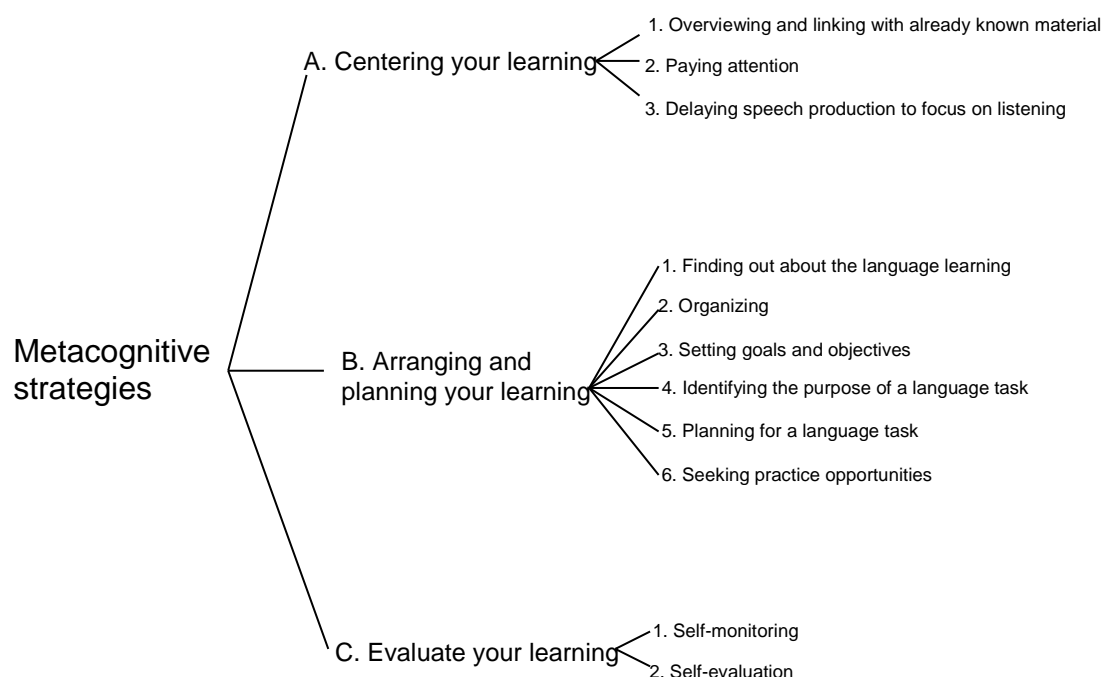 1. Overviewing and linking with already known material
A. Centering your learning
2. Paying attention
3. Delaying speech production to focus on listening
1. Finding out about the language learning
2. Organizing
Metacognitive
strategies
B. Arranging and
planning your learning
3. Setting goals and objectives
4. Identifying the purpose of a language task
5. Planning for a language task
6. Seeking practice opportunities
C. Evaluate your learning
1. Self-monitoring
2. Self-evaluation